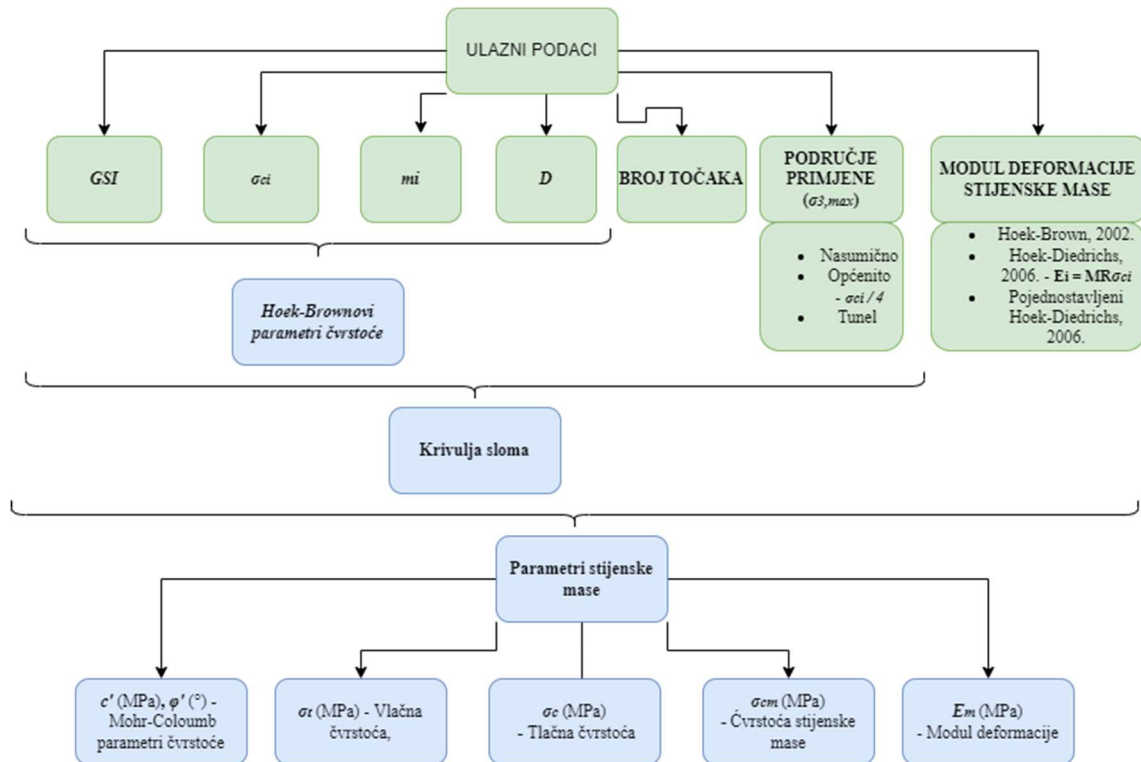 ULAZNI PODACI
GSI
σci
mi
D
BROJ TOČAKA
PODRUČJE
PRIMJENE
(σ3,max)
MODUL DEFORMACIJE
STIJENSKE MASE
• Nasumično
• Općenito
- σci / 4
• Tunel
• Hoek-Brown, 2002.
• Hoek-Diedrichs,
2006. - Ei = MRσci
• Pojednostavljeni
Hoek-Diedrichs,
2006.
Hoek-Brownovi
parametri čvrstoće
Krivulja sloma
Parametri stijenske
mase
c' (MPa), φ' (°) -
Mohr-Coloumb
parametri čvrstoće
σt (MPa) - Vlačna
čvrstoća,
σc (MPa)
- Tlačna čvrstoća
σcm (MPa)
- Ćvrstoća stijenske
mase
Em (MPa)
- Modul deformacije